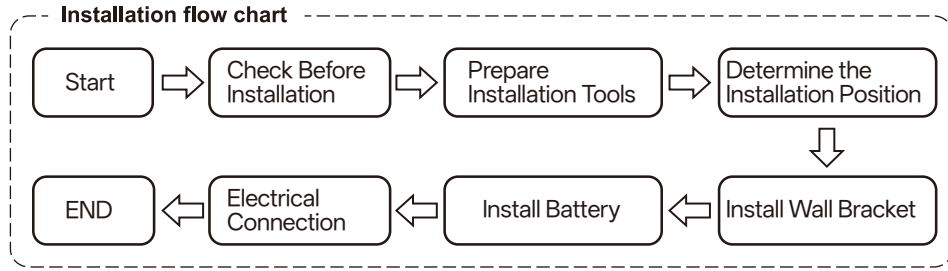 Installation flow chart
Start
Check Before
Installation
Prepare
Installation Tools
Determine the
Installation Position
END
Electrical
Connection
Install Battery
Install Wall Bracket